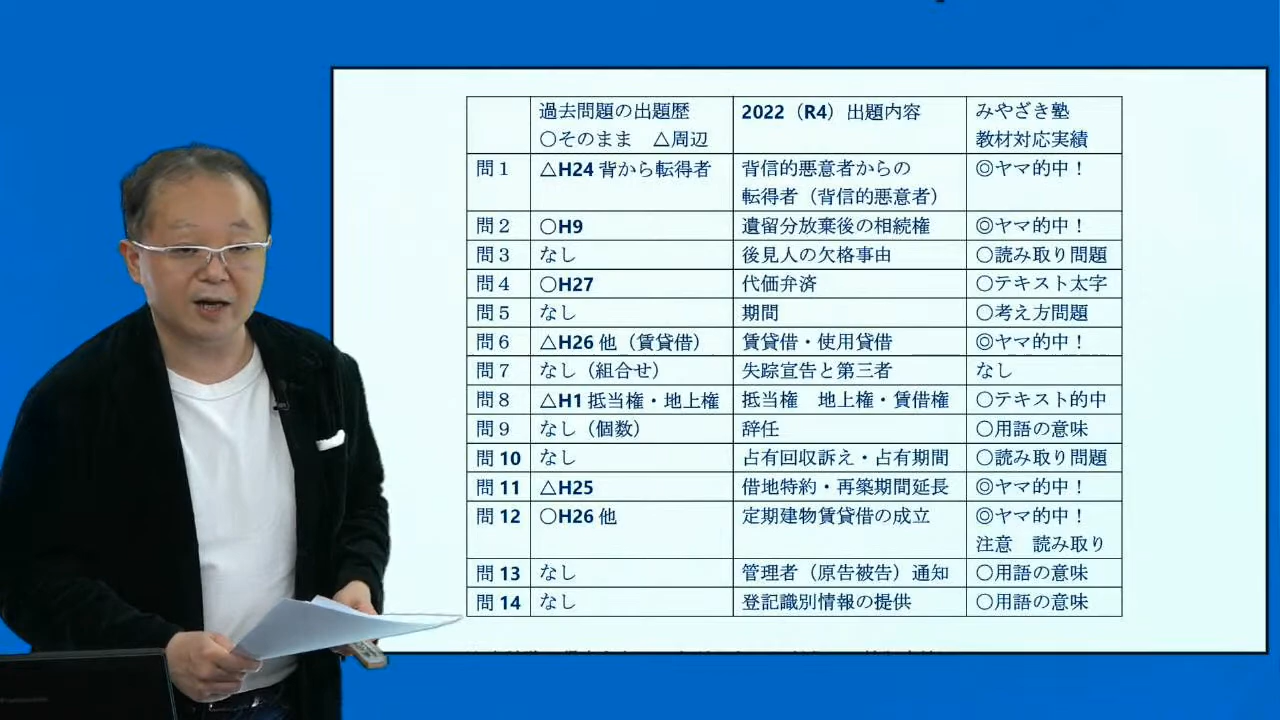 過去問題の出題歴
〇そのまま　△周辺
2022（R4）出題内容
みやざき塾
教材対応実績
問１
△H24 背から転得者
背信的悪意者からの
転得者（背信的悪意者）
◎ヤマ的中！
問２
〇H9
遺留分放棄後の相続権
◎ヤマ的中！
問３
なし
後見人の欠格事由
〇読み取り問題
問４
〇H27
代価弁済
〇テキスト太字
問５
なし
期間
〇考え方問題
問６
△H26 他（賃貸借）
賃貸借・使用貸借
◎ヤマ的中！
問７
なし（組合せ）
失踪宣告と第三者
なし
問８
△H1 抵当権・地上権
抵当権　地上権・賃借権
〇テキスト的中
問９
なし（個数）
辞任
〇用語の意味
問 10
なし
占有回収訴え・占有期間
〇読み取り問題
問 11
△H25
借地特約・再築期間延長
◎ヤマ的中！
問 12
〇H26 他
定期建物賃貸借の成立
◎ヤマ的中！
注意　読み取り
問 13
なし
管理者（原告被告）通知
〇用語の意味
問 14
なし
登記識別情報の提供
〇用語の意味